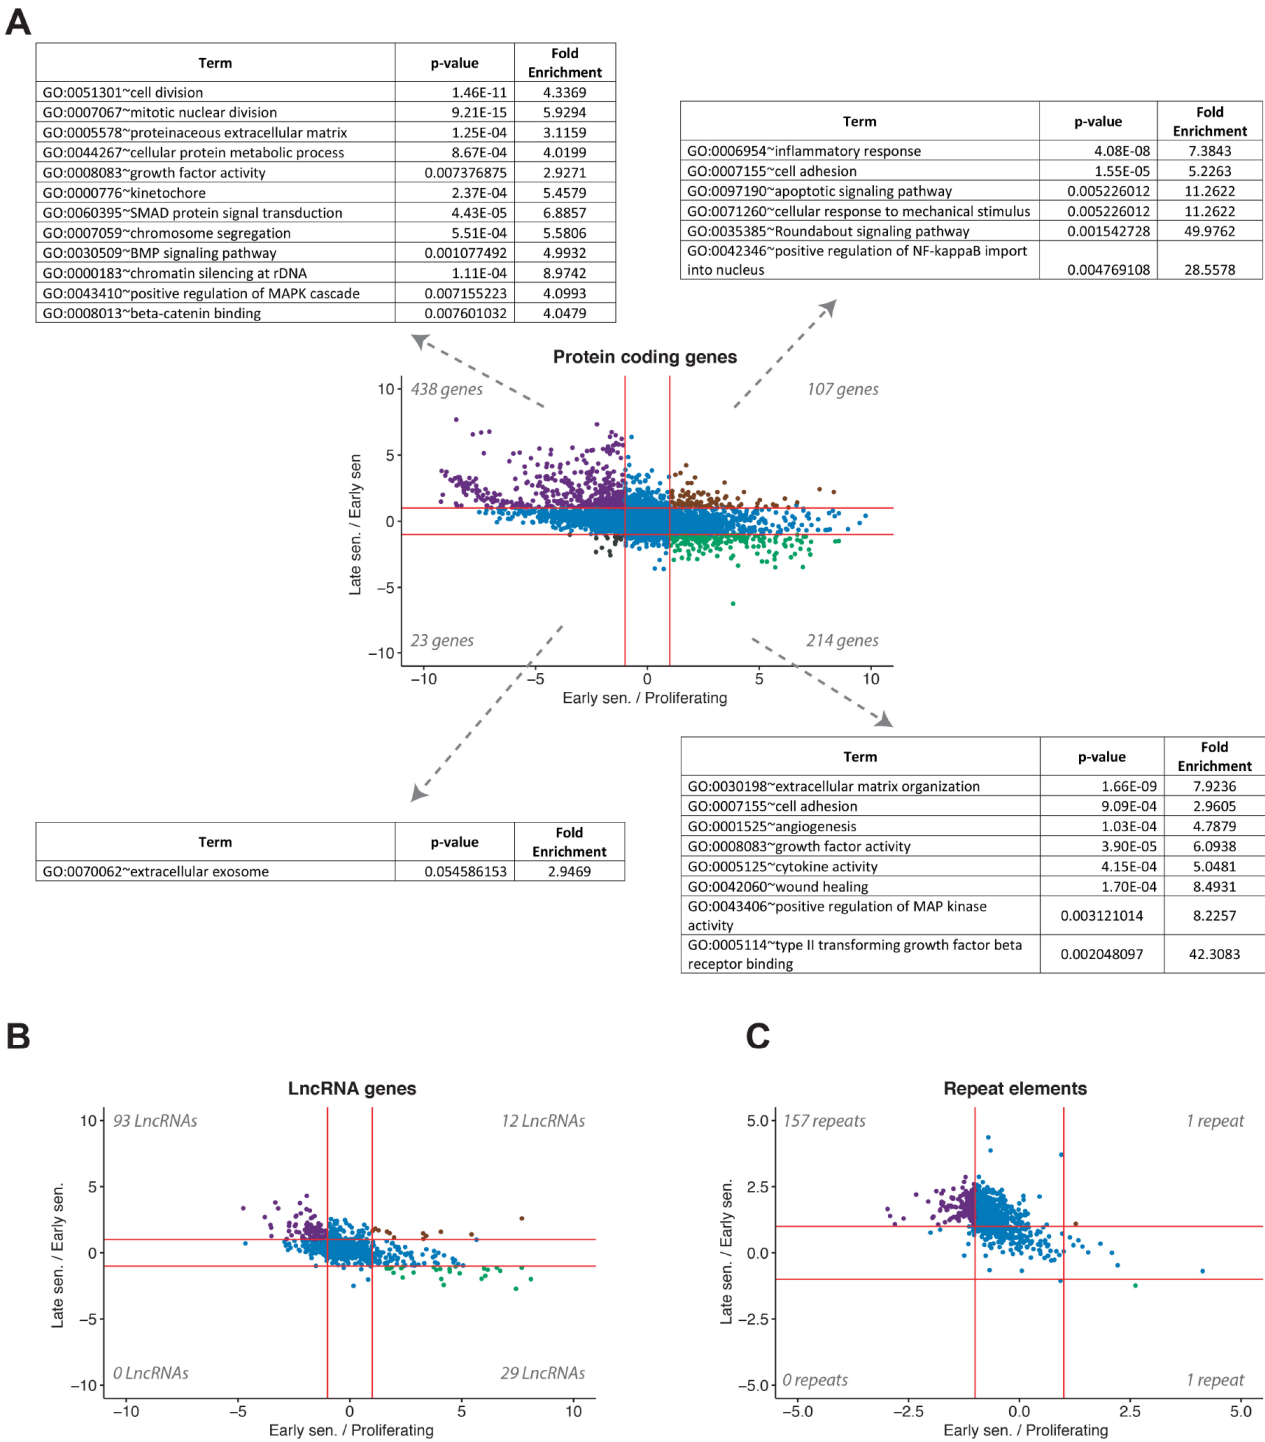 A
Term p-value Fold Enrichment
GO:0051301~cell division 1.46E-11 4.3369
GO:0007067~mitotic nuclear division 9.21E-15 5.9294
GO:0005578~proteinaceous extracellular matrix 1.25E-04 3.1159
GO:0044267~cellular protein metabolic process 8.67E-04 4.0199
GO:0008083~growth factor activity 0.007376875 2.9271
GO:0000776~kinetochore 2.37E-04 5.4579
GO:0060395~SMAD protein signal transduction 4.43E-05 6.8857
GO:0007059~chromosome segregation 5.51E-04 5.5806
GO:0030509~BMP signaling pathway 0.001077492 4.9932
GO:0000183~chromatin silencing at rDNA 1.11E-04 8.9742
GO:0043410~positive regulation of MAPK cascade 0.007155223 4.0993
GO:0008013~beta-catenin binding 0.007601032 4.0479
Term p-value Fold Enrichment
GO:0006954~inflammatory response 4.08E-08 7.3843
GO:0007155~cell adhesion 1.55E-05 5.2263
GO:0097190~apoptotic signaling pathway 0.005226012 11.2622
GO:0071260~cellular response to mechanical stimulus 0.005226012 11.2622
GO:0035385~Roundabout signaling pathway 0.001542728 49.9762
GO:0042346~positive regulation of NF-kappaB import
into nucleus 0.004769108 28.5578
Protein coding genes
438 genes 107 genes
10
5
0
−5
−10
Late sen. / Early sen
23 genes 214 genes
−10 −5 0 5 10
Early sen. / Proliferating
Term p-value Fold Enrichment
GO:0070062~extracellular exosome 0.054586153 2.9469
Term p-value Fold Enrichment
GO:0030198~extracellular matrix organization 1.66E-09 7.9236
GO:0007155~cell adhesion 9.09E-04 2.9605
GO:0001525~angiogenesis 1.03E-04 4.7879
GO:0008083~growth factor activity 3.90E-05 6.0938
GO:0005125~cytokine activity 4.15E-04 5.0481
GO:0042060~wound healing 1.70E-04 8.4931
GO:0043406~positive regulation of MAP kinase
activity 0.003121014 8.2257
GO:0005114~type II transforming growth factor beta
receptor binding 0.002048097 42.3083
B
LncRNA genes
93 LncRNAs 12 LncRNAs
10
5
0
−5
−10
Late sen. / Early sen.
0 LncRNAs 29 LncRNAs
−10 −5 0 5 10
Early sen. / Proliferating
C
Repeat elements
157 repeats 1 repeat
5.0
2.5
0.0
−2.5
−5.0
Late sen. / Early sen.
0 repeats 1 repeat
−5.0 −2.5 0.0 2.5 5.0
Early sen. / Proliferating